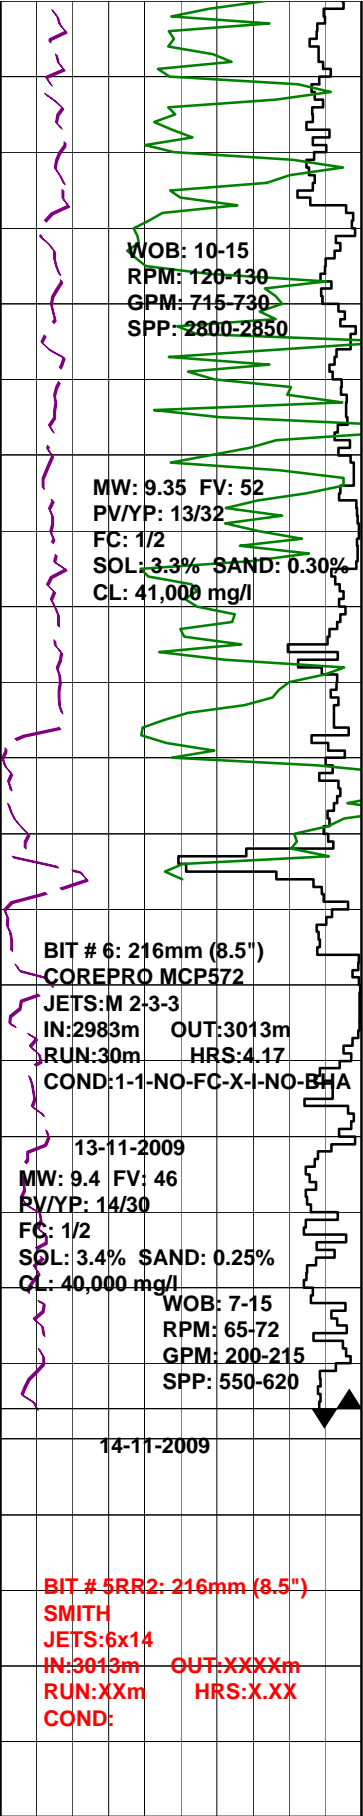 WOB: 10-15
RPM: 120-130
GPM: 715-730
SPP: 2800-2850
MW: 9.35 FV: 52
PV/YP: 13/32
FC: 1/2
SOL: 3.3% SAND: 0.30%
CL: 41,000 mg/l
BIT # 6: 216mm (8.5")
COREPRO MCP572
JETS:M 2-3-3
IN:2983m OUT:3013m
RUN:30m HRS:4.17
COND:1-1-NO-FC-X-I-NO-BHA
13-11-2009
MW: 9.4 FV: 46
PV/YP: 14/30
FC: 1/2
SOL: 3.4% SAND: 0.25%
CL: 40,000 mg/l
WOB: 7-15
RPM: 65-72
GPM: 200-215
SPP: 550-620
14-11-2009
BIT # 5RR2: 216mm (8.5")
SMITH
JETS:6x14
IN:3013m OUT:XXXXm
RUN:XXm HRS:X.XX
COND: